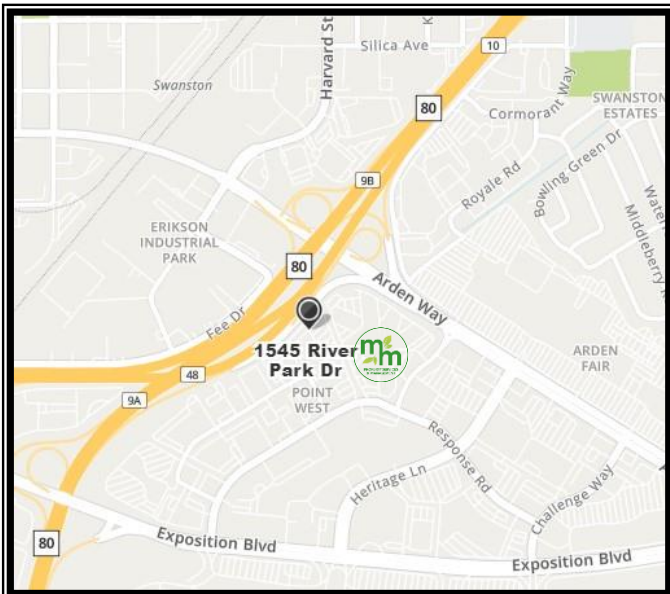 Harvard St
K
Silica Ave
10
Swanston
80
Cormorant Way
SWANSTON
ESTATES
Bowling Green Dr
9B
Royale Rd
Middleberry
ERIKSON
INDUSTRIAL
PARK
80
Arden Way
Fee Dr
1545 River
Park Dr
mm
ARDEN
FAIR
48
9A
POINT
WEST
Response Rd
Heritage Ln
Challenge Way
80
Exposition Blvd
Exposition Blvd